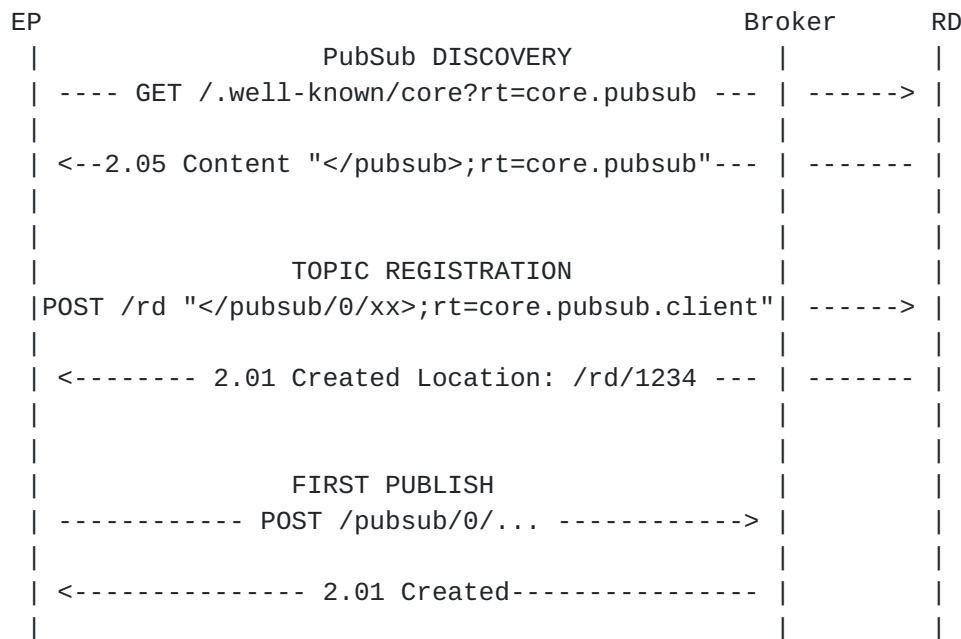 EP                                             Broker      RD
 |                  PubSub DISCOVERY             |         |
 | ---- GET /.well-known/core?rt=core.pubsub --- | ------> |
 |                                               |         |
 | <--2.05 Content "</pubsub>;rt=core.pubsub"--- | ------- |
 |                                               |         |
 |                                               |         |
 |                TOPIC REGISTRATION             |         |
 |POST /rd "</pubsub/0/xx>;rt=core.pubsub.client"| ------> |
 |                                               |         |
 | <-------- 2.01 Created Location: /rd/1234 --- | ------- |
 |                                               |         |
 |                                               |         |
 |                FIRST PUBLISH                  |         |
 | ------------ POST /pubsub/0/... ------------> |         |
 |                                               |         |
 | <--------------- 2.01 Created---------------- |         |
 |                                               |         |